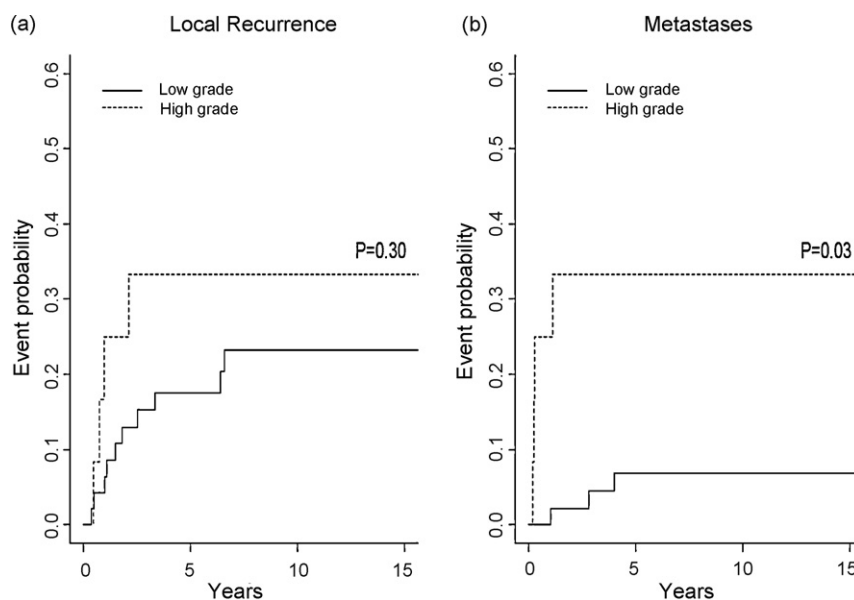 (a) Local Recurrence
0.6
Low grade
High grade
0.5
0.4
P=0.30
0.3
0.2
0.1
0.0
Event probability
0 5 10 15
Years
(b) Metastases
0.6
Low grade
High grade
0.5
0.4
P=0.03
0.3
0.2
0.1
0.0
Event probability
0 5 10 15
Years